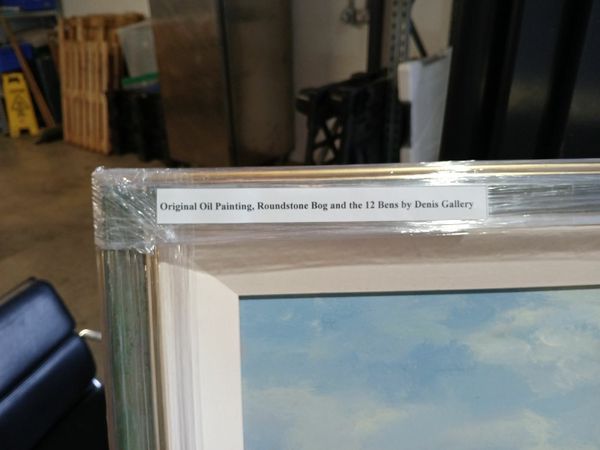 Original Oil Painting, Roundstone Bog and the 12 Bens by Denis Gallery